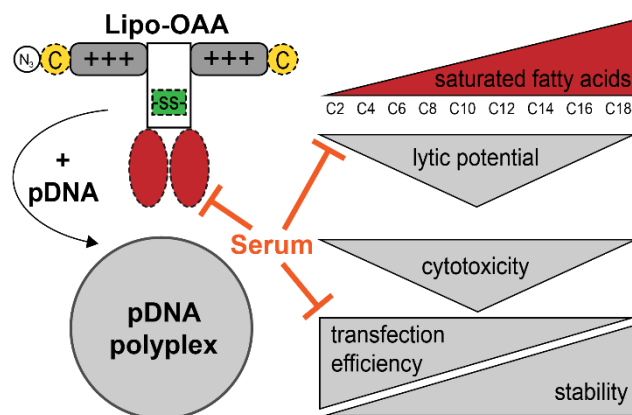 Lipo-OAA
N₃ C +++ +++ C
-ss-
+
pDNA
pDNA
polyplex
Serum
saturated fatty acids
C2 C4 C6 C8 C10 C12 C14 C16 C18
lytic potential
cytotoxicity
transfection
efficiency
stability